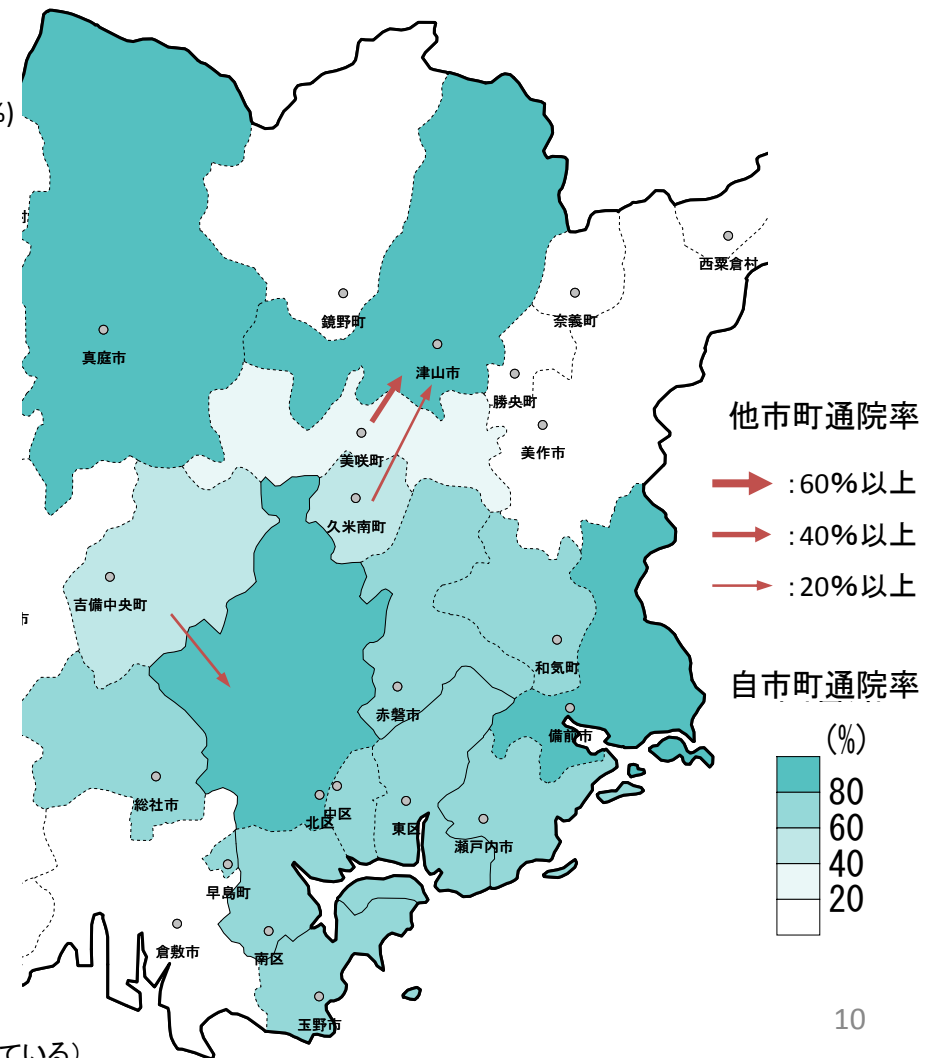 %)
西粟倉村
鏡野町
奈義町
真庭市
津山市
勝央町
美作市
美咲町
久米南町
吉備中央町
和気町
赤磐市
備前市
総社市
北区
中区
東区
瀬戸内市
早島町
倉敷市
南区
玉野市
他市町通院率
:60%以上
:40%以上
:20%以上
自市町通院率
(%)
80
60
40
20
10
ている)